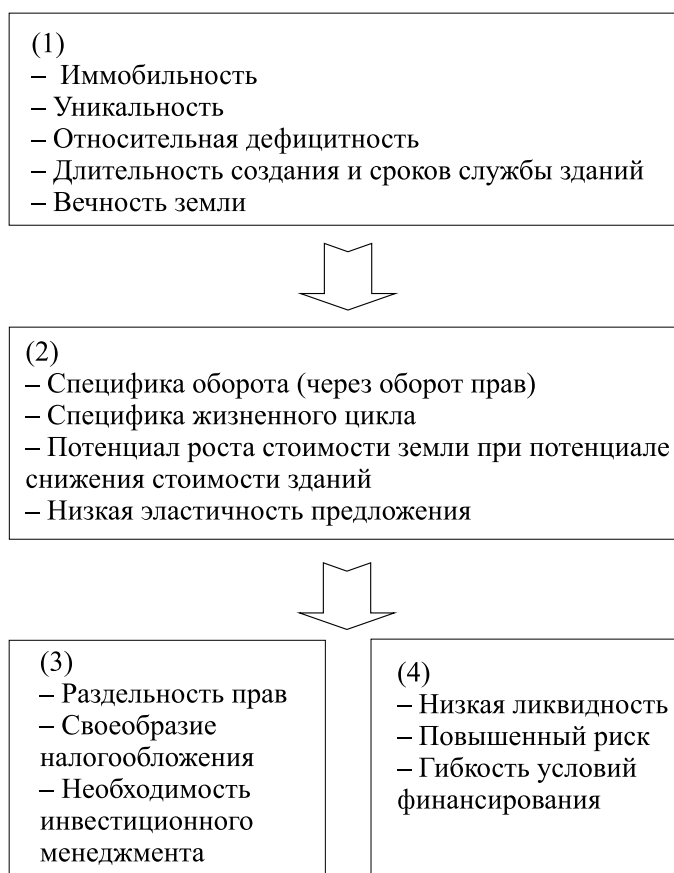 (1)
– Иммобильность
– Уникальность
– Относительная дефицитность
– Длительность создания и сроков службы зданий
– Вечность земли
(2)
– Специфика оборота (через оборот прав)
– Специфика жизненного цикла
– Потенциал роста стоимости земли при потенциале
снижения стоимости зданий
– Низкая эластичность предложения
(3)
– Раздельность прав
– Своеобразие
налогообложения
– Необходимость
инвестиционного
менеджмента
(4)
– Низкая ликвидность
– Повышенный риск
– Гибкость условий
финансирования